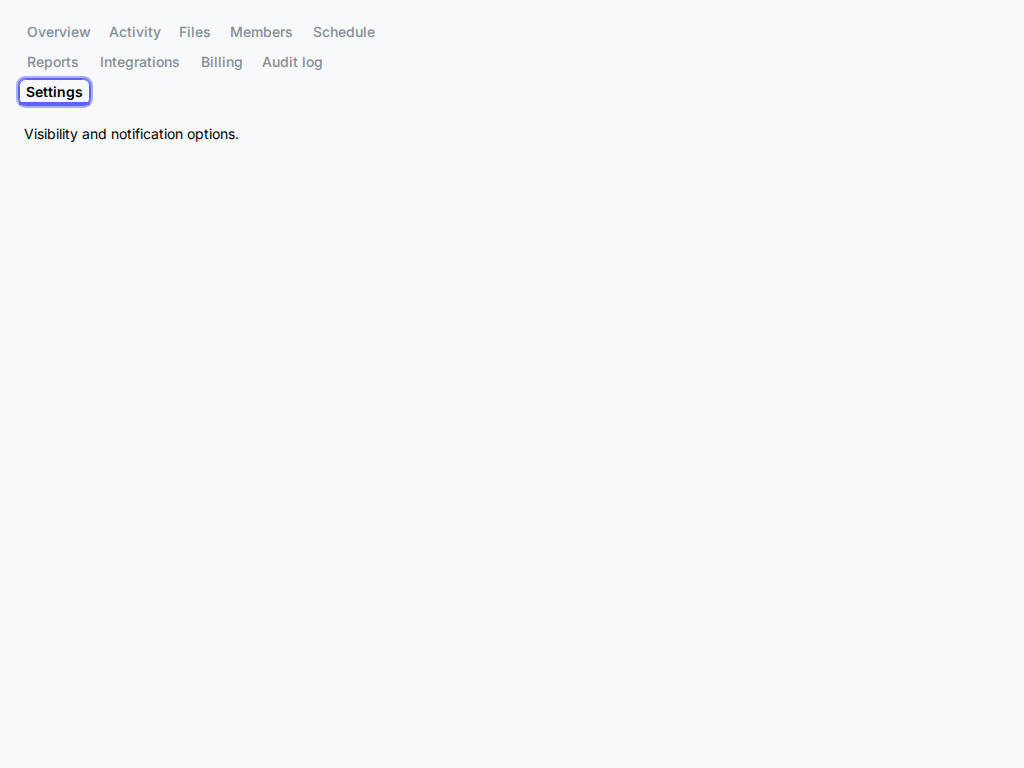 Overview Activity Files Members Schedule
Reports Integrations Billing Audit log
Settings
Visibility and notification options.